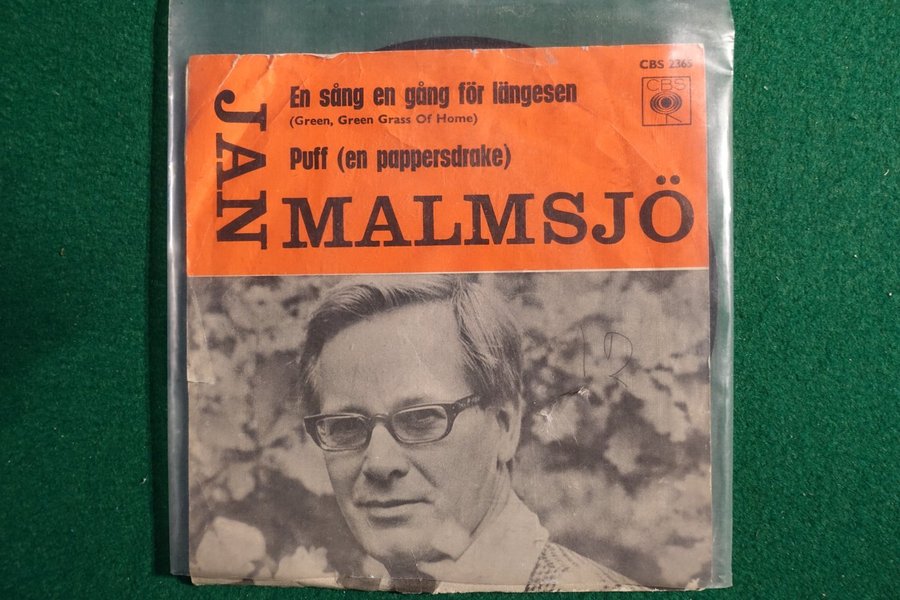 CBS 2365
CBS
En sång en gång för längesen
(Green, Green Grass Of Home)
Puff (en pappersdrake)
JAN
MALMSJÖ
12